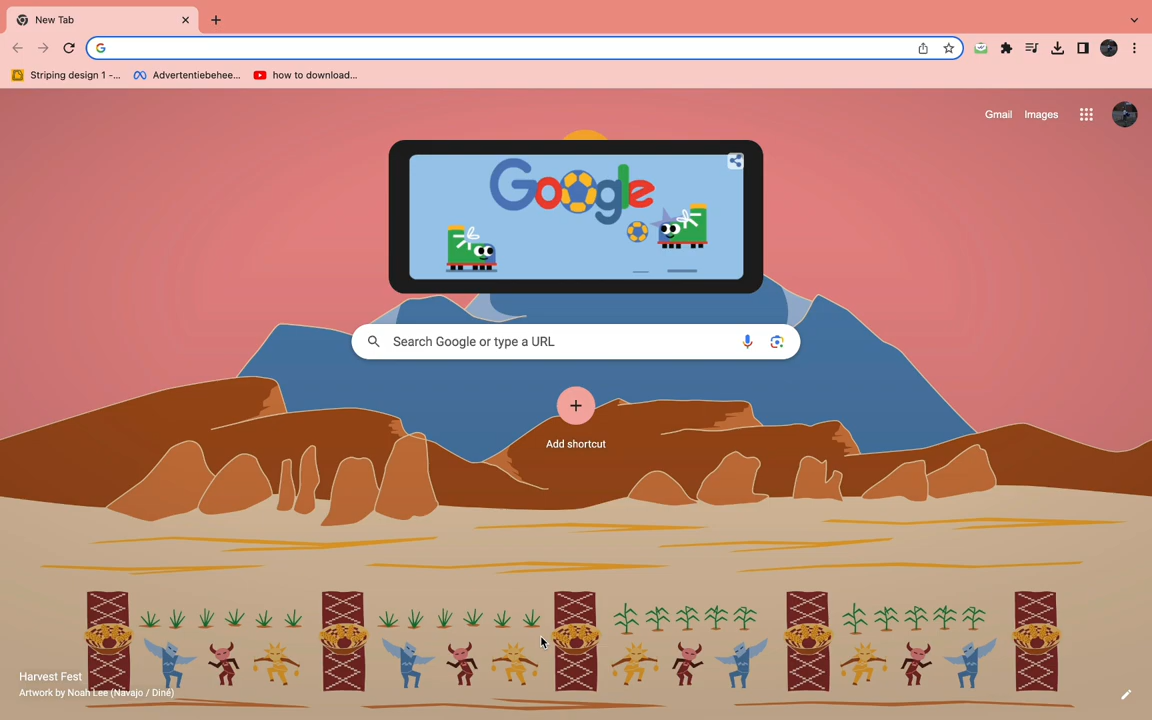 New Tab
Striping design 1 -...
Advertentiebehee...
how to download...
Gmail
Images
Google
Search Google or type a URL
Add shortcut
Harvest Fest
Artwork by Noah Lee (Navajo / Diné)